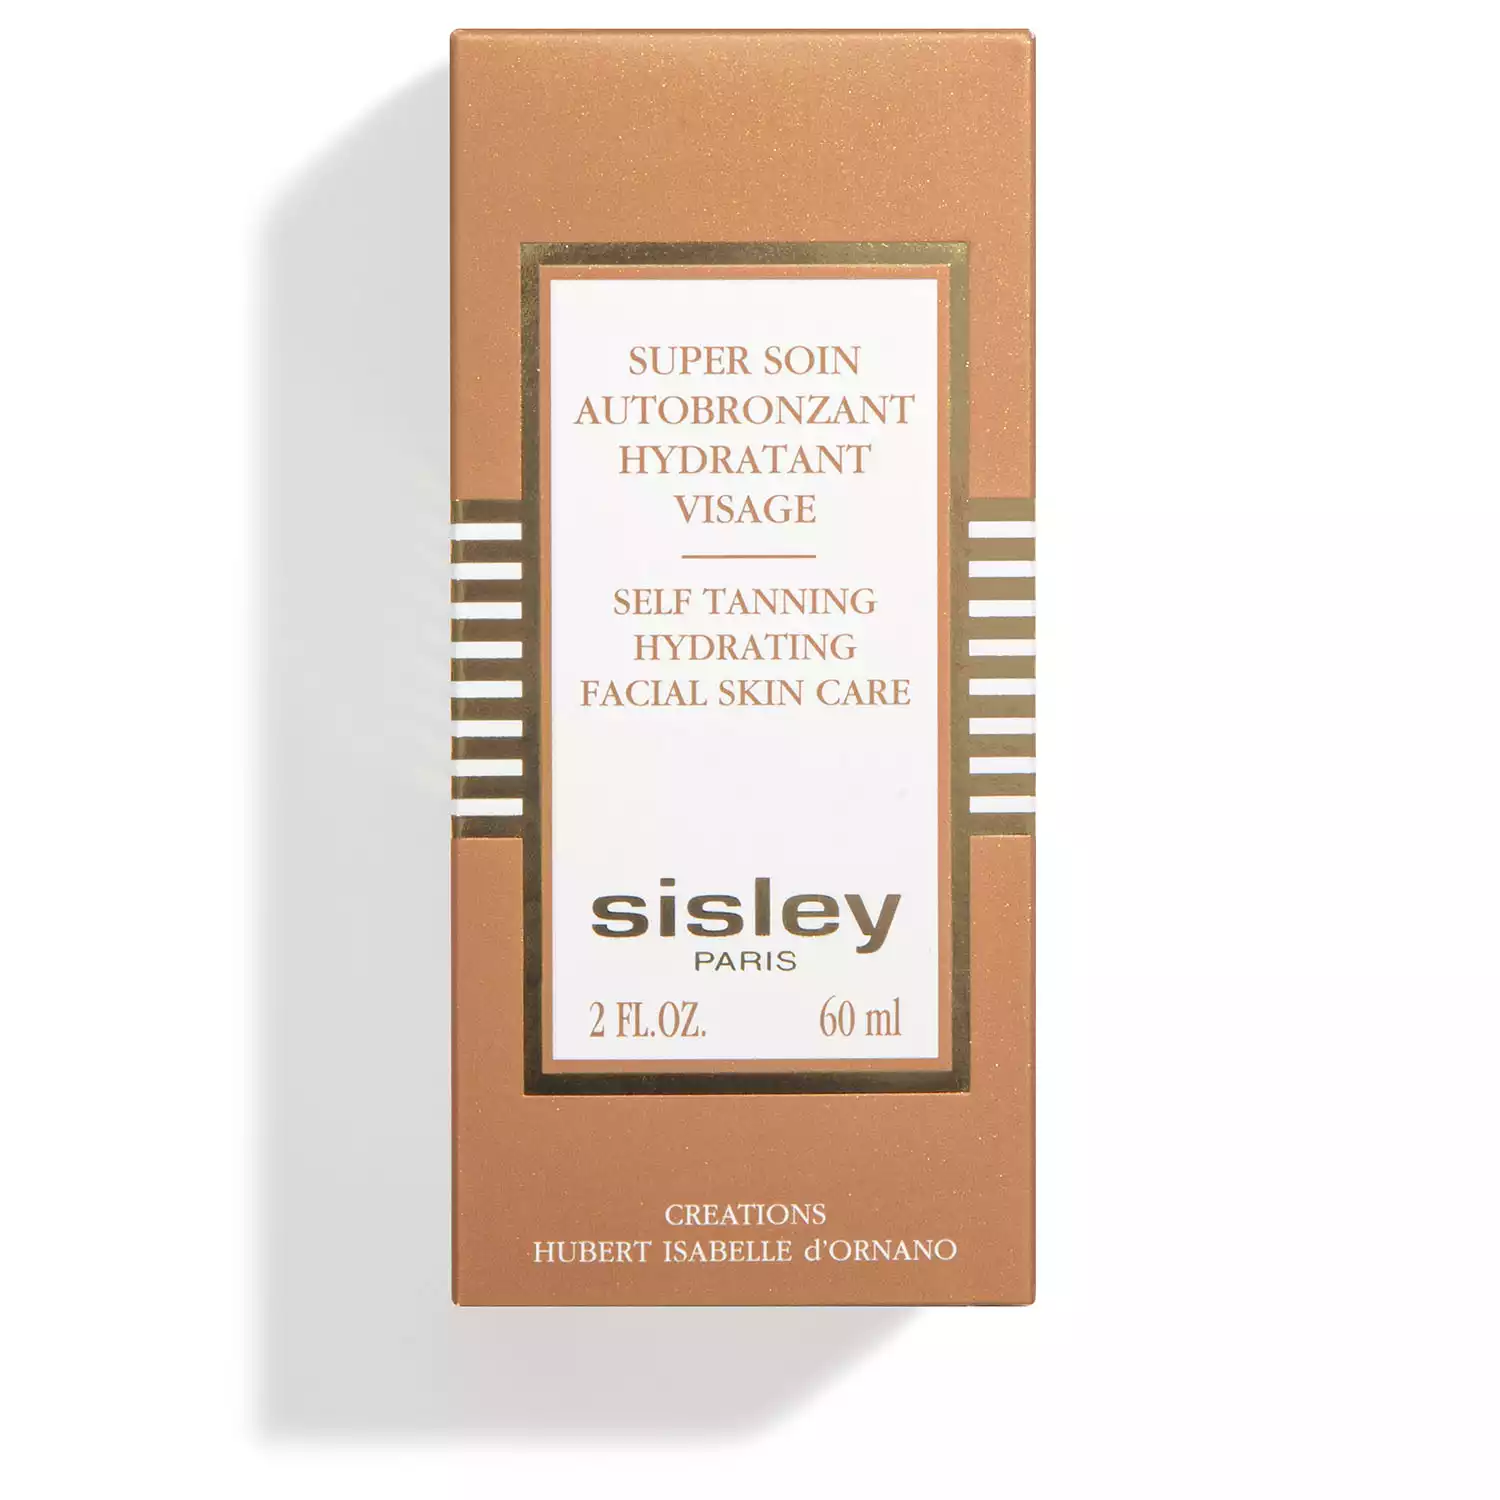 SUPER SOIN
AUTOBRONZANT
HYDRATANT
VISAGE
SELF TANNING
HYDRATING
FACIAL SKIN CARE
sisley
PARIS
2 FL.OZ. 60 ml
CREATIONS
HUBERT ISABELLE d'ORNANO